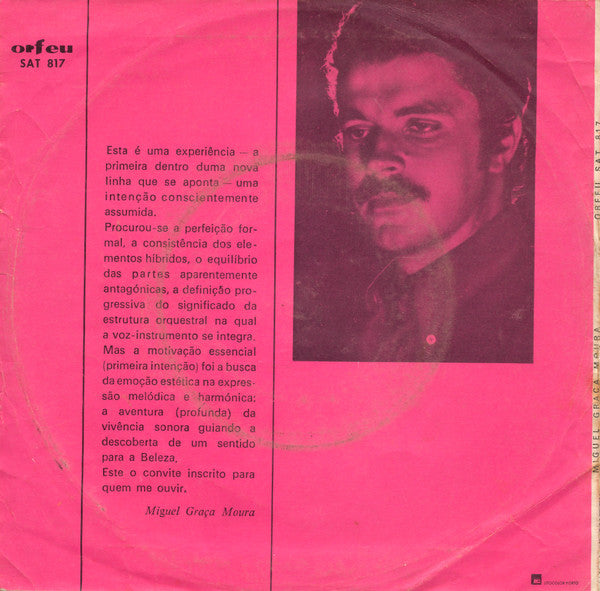 orfeu
SAT 817
Esta é uma experiência – a
primeira dentro duma nova
linha que se aponta – uma
intenção conscientemente
assumida.
Procurou-se a perfeição for-
mal, a consistência dos ele-
mentos híbridos, o equilíbrio
das partes aparentemente
antagónicas, a definição pro-
gressiva do significado da
estrutura orquestral na qual
a voz-instrumento se integra.
Mas a motivação essencial
(primeira intenção) foi a busca
da emoção estética na expres-
são melódica e harmónica:
a aventura (profunda) da
vivência sonora guiando a
descoberta de um sentido
para a Beleza.
Este o convite inscrito para
quem me ouvir.
Miguel Graça Moura
MIGUEL GRAÇA MOURA ORFEU SAT 817